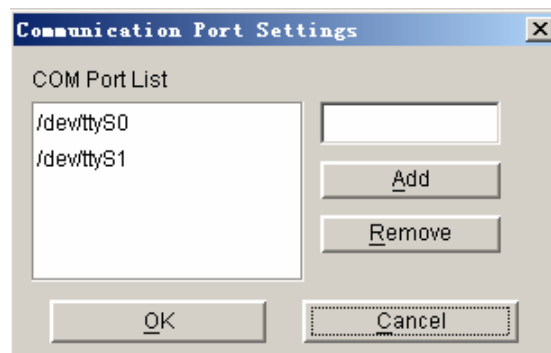 Communication Port Settings
COM Port List
/dev/ttyS0
/dev/ttyS1
Add
Remove
OK
Cancel